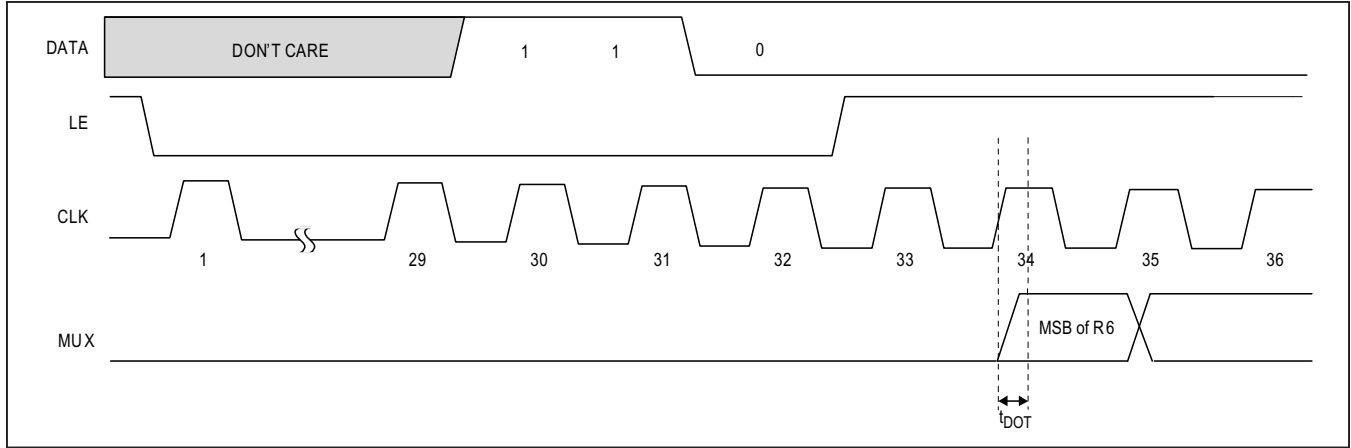 DATA DON'T CARE 1 1 0
LE
CLK
1 29 30 31 32 33 34 35 36
MUX MSB of R6
tDOT